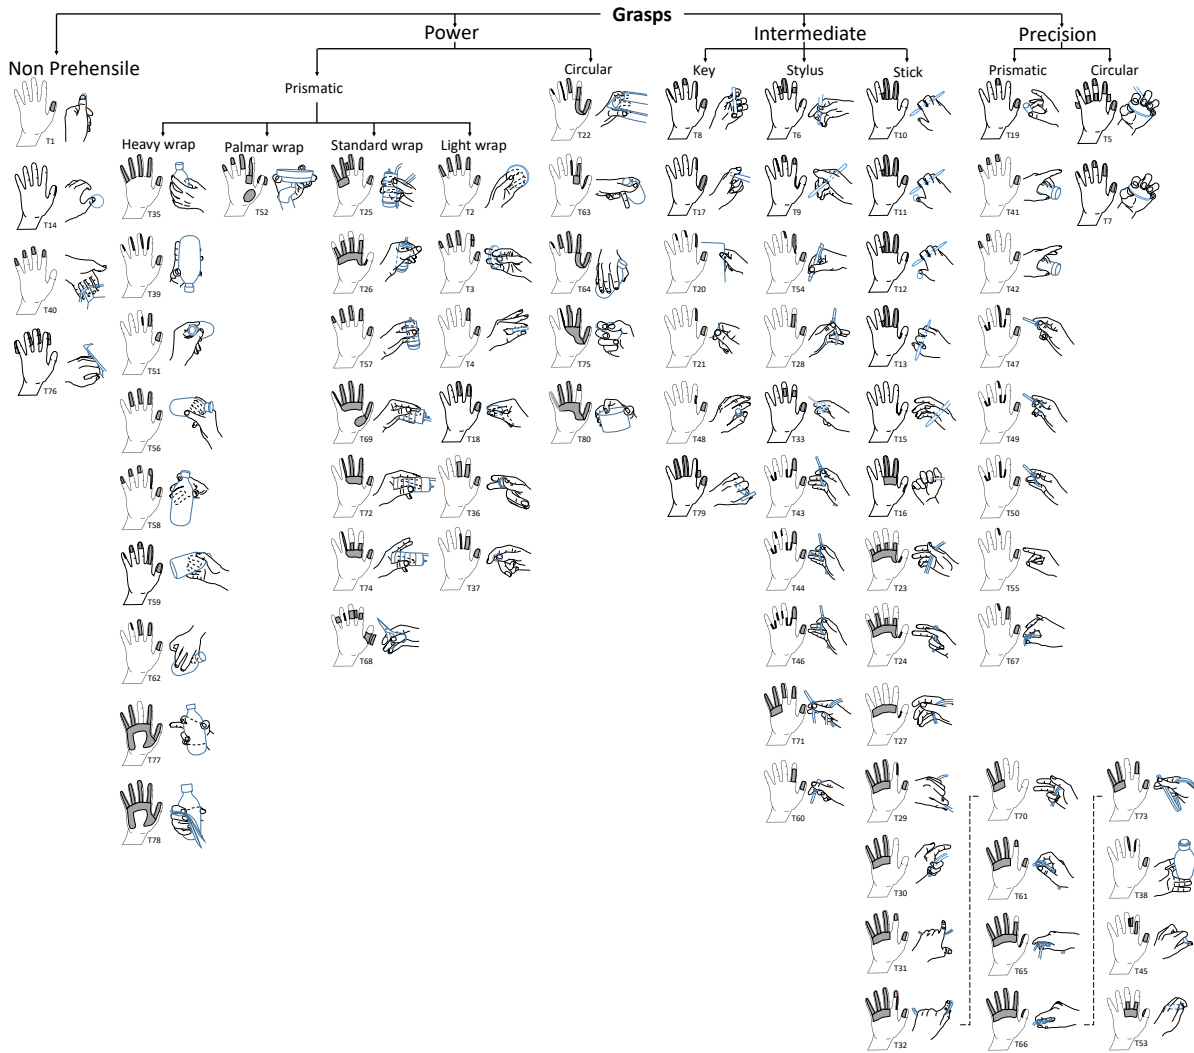 Grasps
Power
Intermediate
Precision
Non Prehensile
Prismatic
Circular
Key
Stylus
Stick
Prismatic
Circular
Heavy wrap
Palmar wrap
Standard wrap
Light wrap
T1
T14
T40
T76
T35
T39
T51
T56
T58
T59
T62
T77
T78
T52
T25
T26
T57
T69
T72
T74
T68
T2
T3
T4
T18
T36
T37
T22
T63
T64
T75
T80
T8
T17
T20
T21
T48
T79
T6
T9
T54
T28
T33
T43
T44
T46
T71
T60
T10
T11
T12
T13
T15
T16
T23
T24
T27
T29
T30
T31
T32
T19
T41
T42
T47
T49
T50
T55
T67
T70
T61
T65
T66
T5
T7
T73
T38
T45
T53